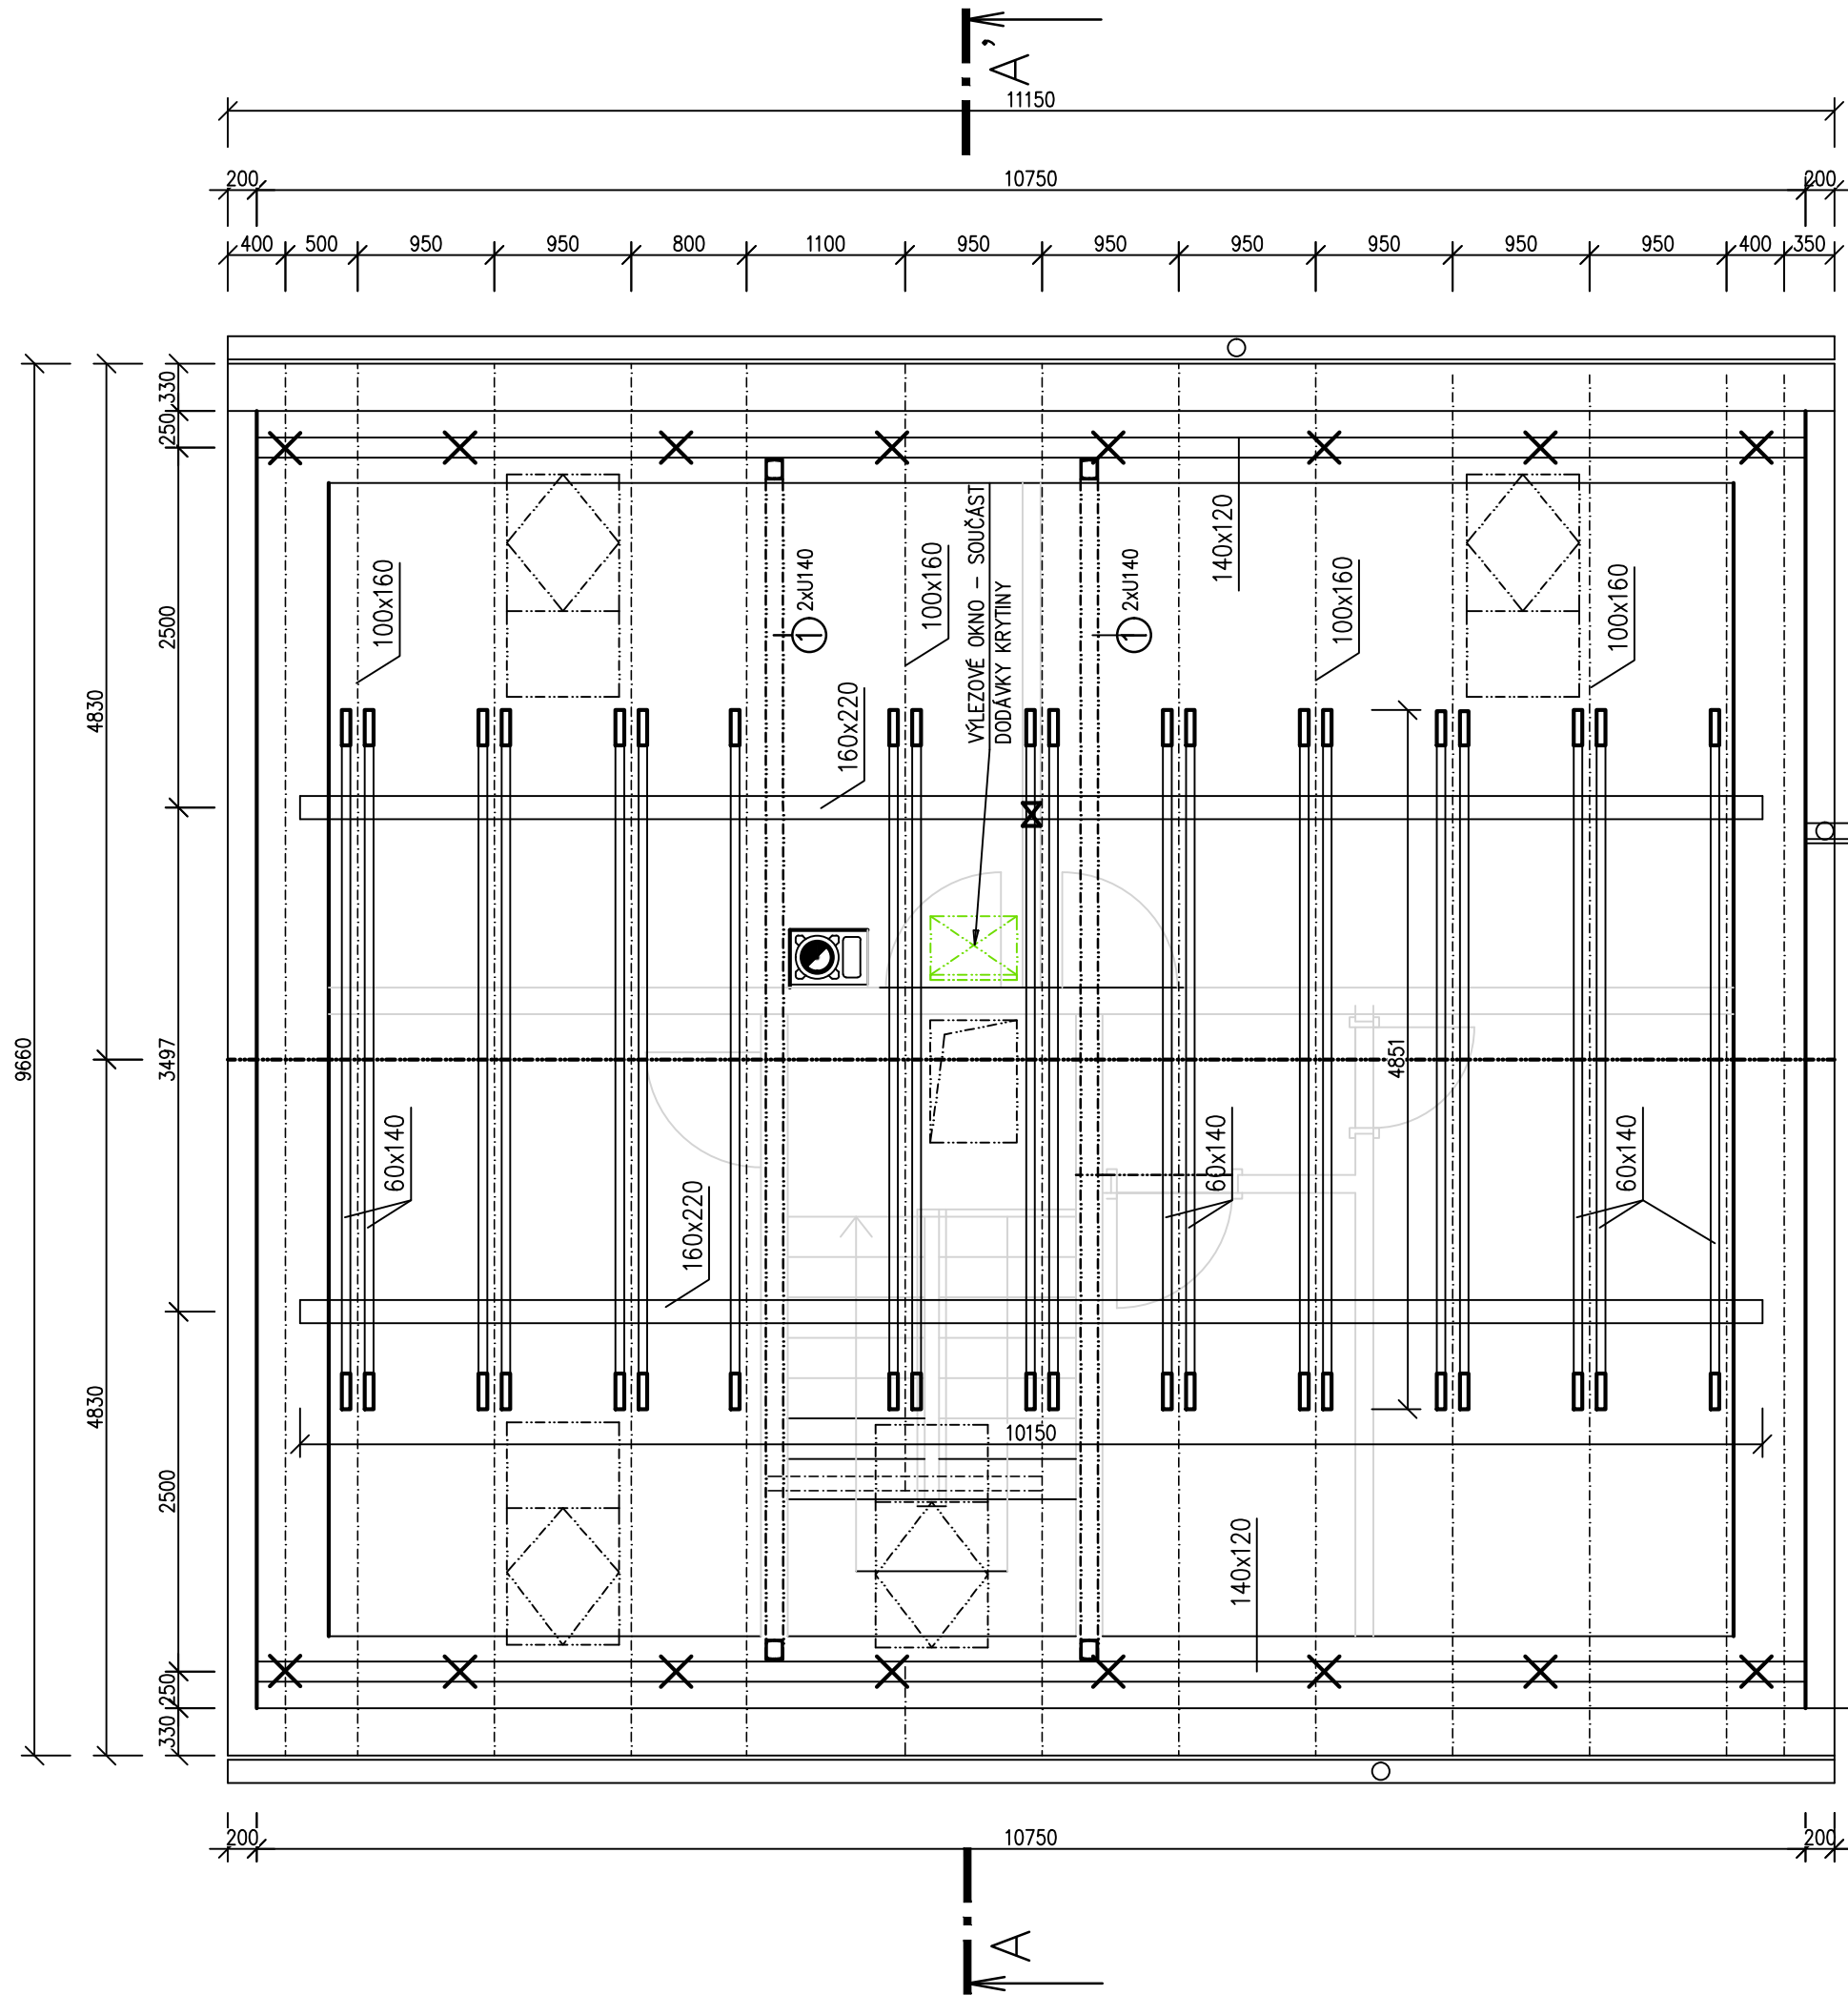 A'
11150
200
10750
200
400
500
950
950
800
1100
950
950
950
950
950
950
400
350
330
250
2500
4830
9660
3497
4830
2500
250
330
100x160
2xU140
1
100x160
VÝLEZOVÉ OKNO – SOUČÁST
DODÁVKY KRYTINY
2xU140
1
140x120
100x160
100x160
160x220
4851
60x140
160x220
60x140
60x140
10150
140x120
200
10750
200
A